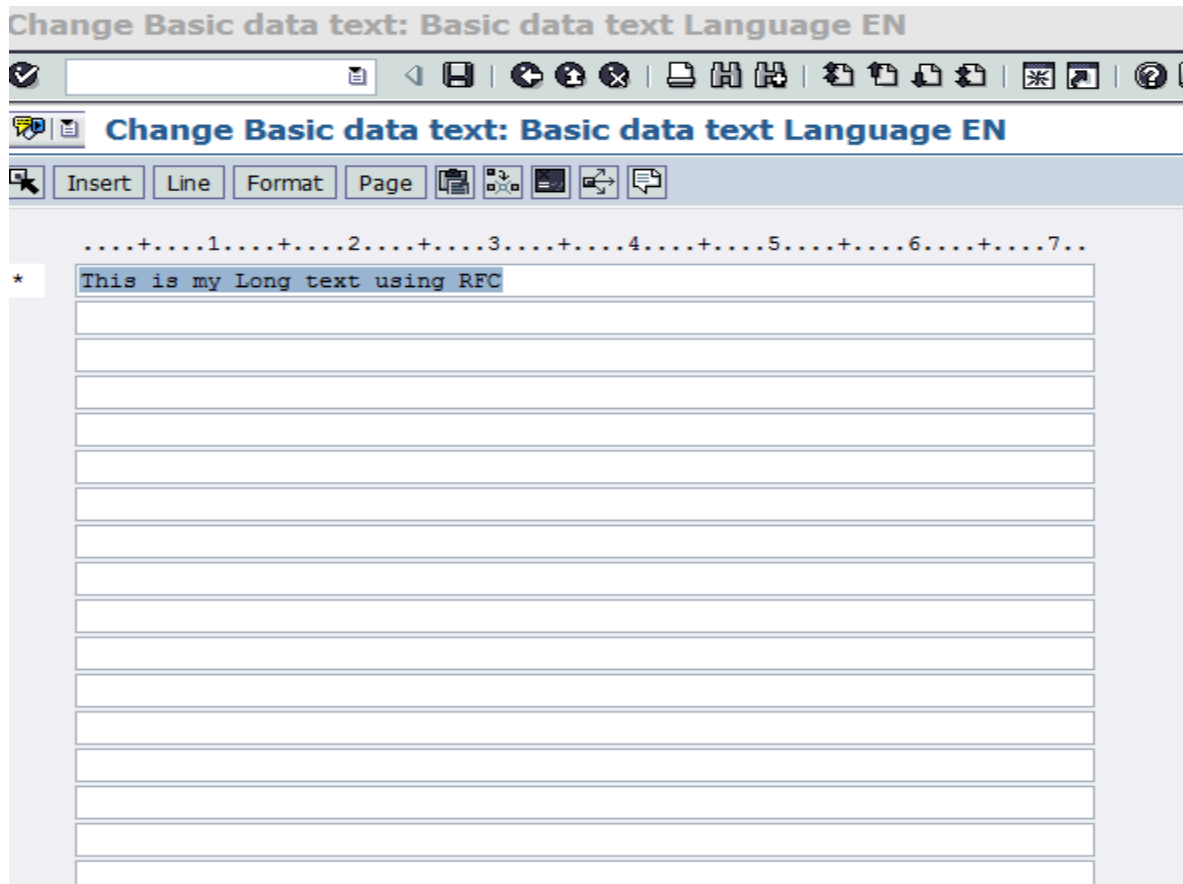 Change Basic data text: Basic data text Language EN
Change Basic data text: Basic data text Language EN
Insert Line Format Page
....+....1....+....2....+....3....+....4....+....5....+....6....+....7..
* This is my Long text using RFC